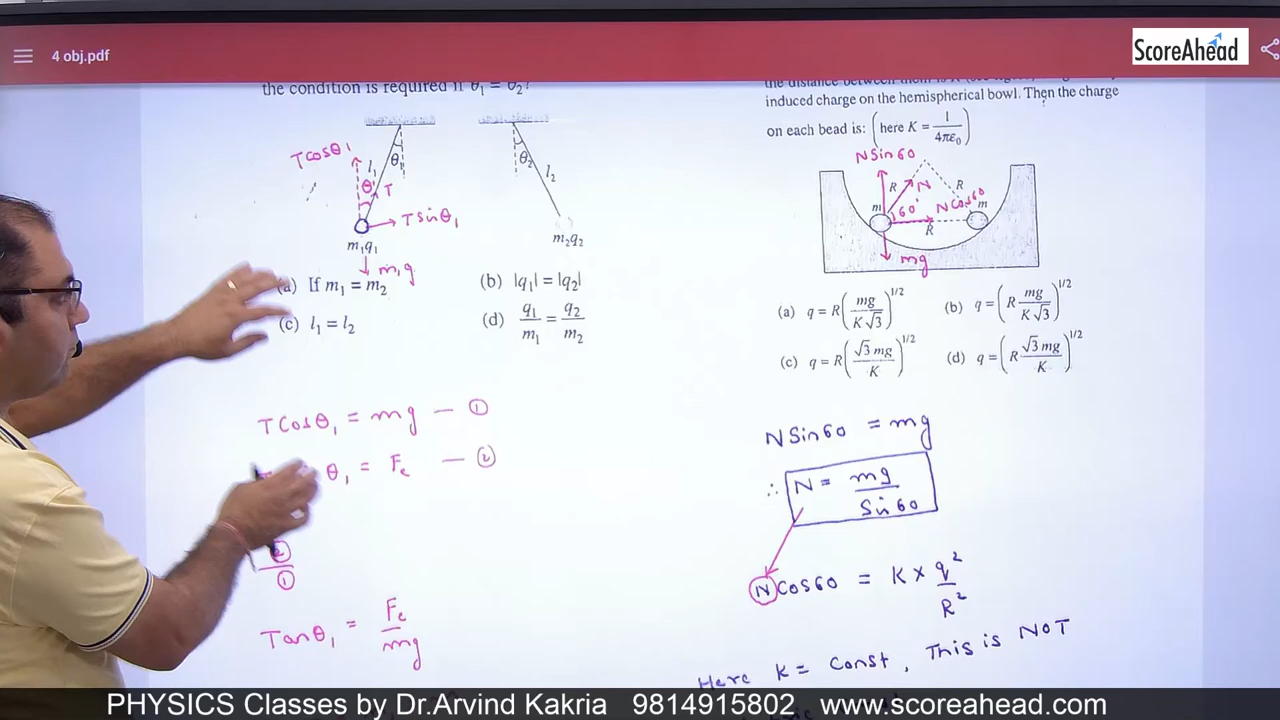 4 obj.pdf
ScoreAhead
the condition is required if θ₁ = θ₂?
Tcosθ₁
θ₁
l₁
θ₁
T
Tsinθ₁
m₁q₁
m₁g
θ₂
l₂
m₂q₂
(a) If m₁ = m₂
(b) |q₁| = |q₂|
(c) l₁ = l₂
(d) q₁/m₁ = q₂/m₂
Tcosθ₁ = mg — ①
θ₁ = Fe — ②
②/①
Tanθ₁ = Fe/mg
induced charge on the hemispherical bowl. Then the charge
on each bead is: (here K = 1/4πε₀)
NSin60
R
N
R
60°
NCos60
m
m
R
mg
(a) q = R(mg/K√3)^1/2
(b) q = (R mg/K√3)^1/2
(c) q = R(√3 mg/K)^1/2
(d) q = (R √3 mg/K)^1/2
NSin60 = mg
∴ N = mg/Sin60
NCos60 = K × q²/R²
Here K = Const, This is NOT
PHYSICS Classes by Dr.Arvind Kakria 9814915802 www.scoreahead.com